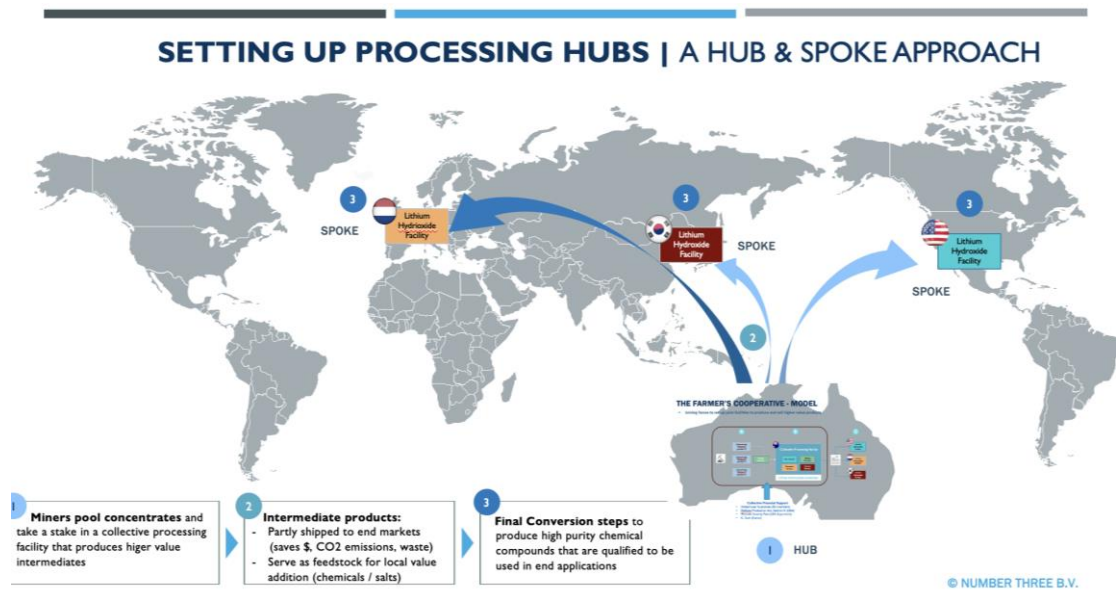 SETTING UP PROCESSING HUBS | A HUB & SPOKE APPROACH
3
SPOKE
Lithium
Hydrioxide
Facility
3
Lithium
Hydroxide
Facility
SPOKE
3
Lithium
Hydroxide
Facility
SPOKE
2
THE FARMER'S COOPERATIVE - MODEL
1
HUB
1
Miners pool concentrates and
take a stake in a collective processing
facility that produces higer value
intermediates
2
Intermediate products:
- Partly shipped to end markets
(saves $, CO2 emissions, waste)
- Serve as feedstock for local value
addition (chemicals / salts)
3
Final Conversion steps to
produce high purity chemical
compounds that are qualified to be
used in end applications
© NUMBER THREE B.V.